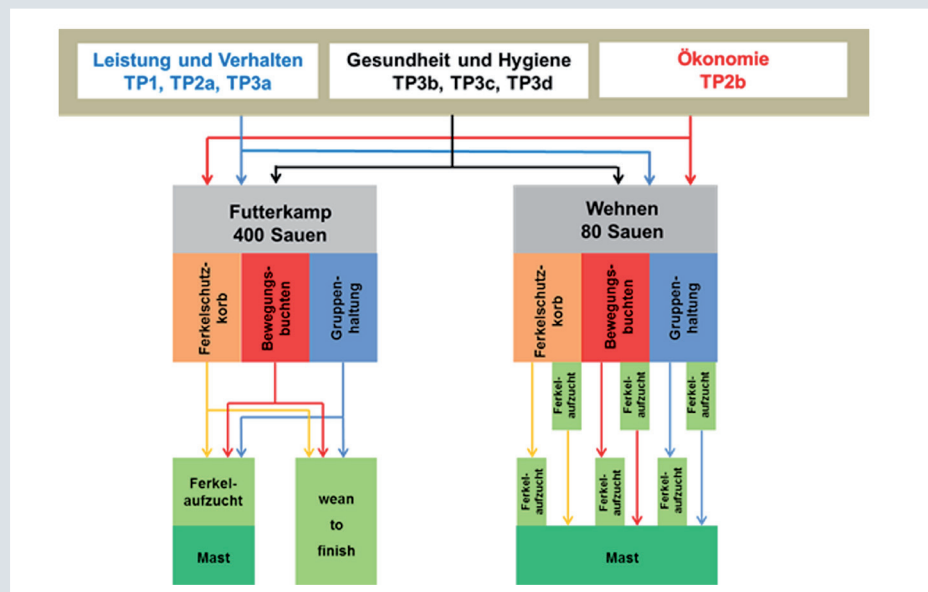 Leistung und Verhalten
TP1, TP2a, TP3a
Gesundheit und Hygiene
TP3b, TP3c, TP3d
Ökonomie
TP2b
Futterkamp
400 Sauen
Wehnen
80 Sauen
Ferkelschutz-
korb
Bewegungs-
buchten
Gruppen-
haltung
Ferkelschutz-
korb
Bewegungs-
buchten
Gruppen-
haltung
Ferkel-
aufzucht
Ferkel-
aufzucht
Ferkel-
aufzucht
Ferkel-
aufzucht
Mast
wean
to
finish
Ferkel-
aufzucht
Ferkel-
aufzucht
Ferkel-
aufzucht
Mast